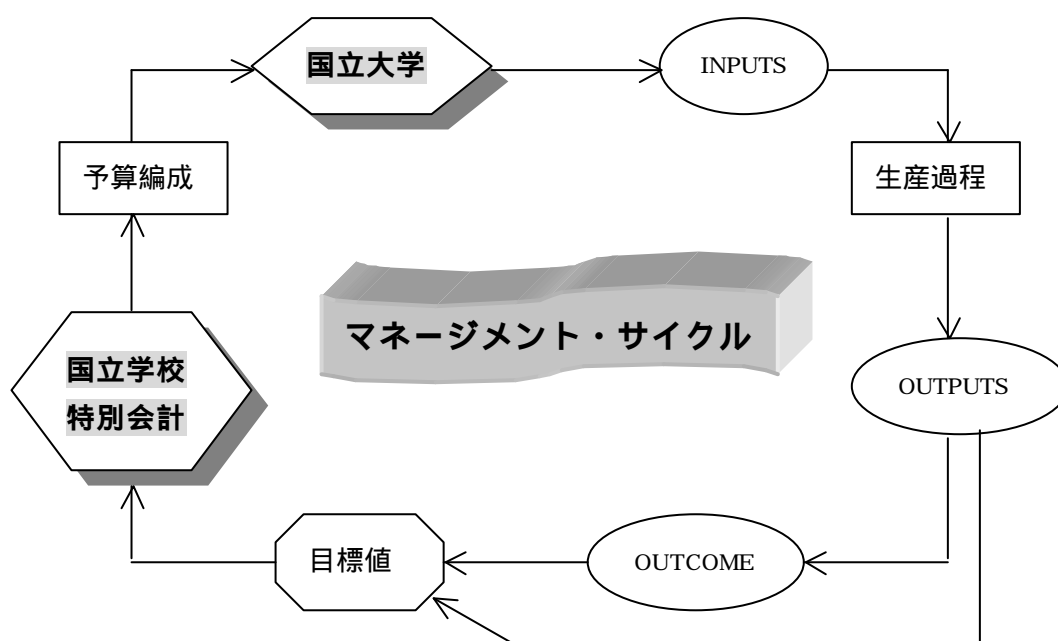 国立大学
INPUTS
予算編成
生産過程
マネージメント・サイクル
国立学校
特別会計
OUTPUTS
目標値
OUTCOME